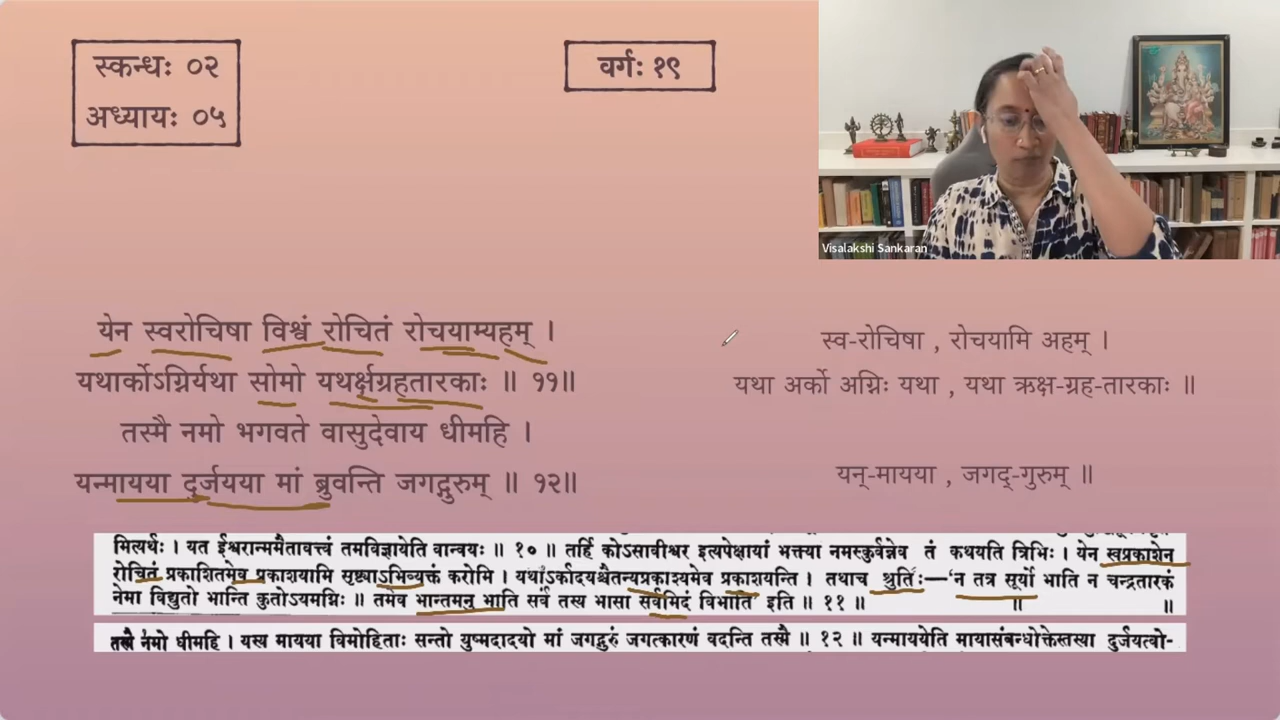 स्कन्धः ०२
अध्यायः ०५
वर्गः १९
Visalakshi Sankaran
येन स्वरोचिषा विश्वं रोचितं रोचयाम्यहम् ।
यथार्कोऽग्निर्यथा सोमो यथर्क्षग्रहतारकाः ॥ ११॥
तस्मै नमो भगवते वासुदेवाय धीमहि ।
यन्मायया दुर्जयया मां ब्रुवन्ति जगद्गुरुम् ॥ १२॥
स्व-रोचिषा , रोचयामि अहम् ।
यथा अर्को अग्निः यथा , यथा ऋक्ष-ग्रह-तारकाः ॥
यन्-मायया , जगद्-गुरुम् ॥
मित्यर्थः । यत ईश्वरान्ममैतावत्त्वं तमविज्ञायेति वान्वयः ॥ १० ॥ तर्हि कोऽसावीश्वर इत्यपेक्षायां भक्त्या नमस्कुर्वन्नेव तं कथयति त्रिभिः । येन स्वप्रकाशेन
रोचितं प्रकाशितमेव प्रकाशयामि सृष्ट्याऽभिव्यक्तं करोमि । यथाऽर्कादयश्चैतन्यप्रकाश्यमेव प्रकाशयन्ति । तथाच श्रुतिः—'न तत्र सूर्यो भाति न चन्द्रतारकं
नेमा विद्युतो भान्ति कुतोऽयमग्निः ॥ तमेव भान्तमनु भाति सर्वं तस्य भासा सर्वमिदं विभाति' इति ॥ ११ ॥ ॥ ॥
तस्मै नमो धीमहि । यस्य मायया विमोहिताः सन्तो युष्मदादयो मां जगद्गुरुं जगत्कारणं वदन्ति तस्मै ॥ १२ ॥ यन्माययेति मायासंबन्धोक्तेस्तस्या दुर्जयत्वो-